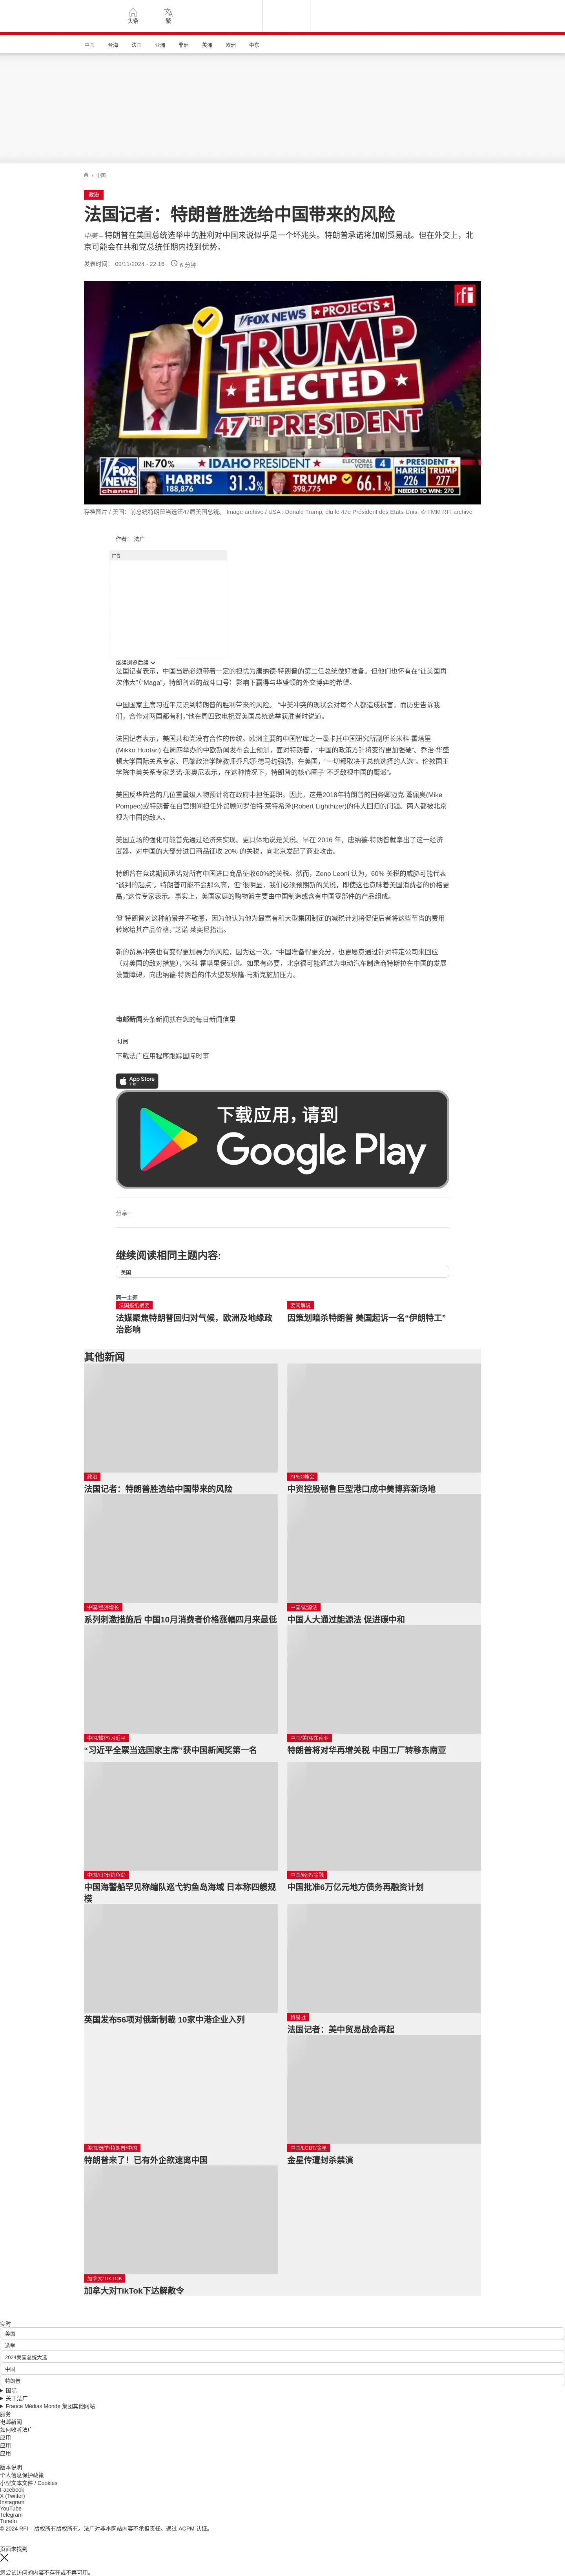 头条
繁
中国
台海
法国
亚洲
非洲
美洲
欧洲
中东
/ 法国
政治
法国记者：特朗普胜选给中国带来的风险
中美 – 特朗普在美国总统选举中的胜利对中国来说似乎是一个坏兆头。特朗普承诺将加剧贸易战。但在外交上，北京可能会在共和党总统任期内找到优势。
发表时间： 09/11/2024 - 22:16
6 分钟
rfi
FOX NEWS PROJECTS
TRUMP
ELECTED
47TH PRESIDENT
FOX NEWS channel
IN: 70%
IDAHO PRESIDENT
ELECTORAL VOTES 4
PRESIDENT
HARRIS 188,876 31.3%
TRUMP 398,775 66.1%
HARRIS 226
TRUMP 277
NEEDED TO WIN: 270
存档图片 / 美国：前总统特朗普当选第47届美国总统。 Image archive / USA : Donald Trump, élu le 47e Président des Etats-Unis. © FMM RFI archive
作者： 法广
广告
继续浏览后续
法国记者表示，中国当局必须带着一定的担忧为唐纳德·特朗普的第二任总统做好准备。但他们也怀有在“让美国再次伟大”（“Maga”，特朗普派的战斗口号）影响下赢得与华盛顿的外交博弈的希望。
中国国家主席习近平意识到特朗普的胜利带来的风险。 “中美冲突的现状会对每个人都造成损害，而历史告诉我们，合作对两国都有利，”他在周四致电祝贺美国总统选举获胜者时说道。
法国记者表示，美国共和党没有合作的传统。欧洲主要的中国智库之一墨卡托中国研究所副所长米科·霍塔里 (Mikko Huotari) 在周四举办的中欧新闻发布会上预测，面对特朗普，“中国的政策方针将变得更加强硬”。乔治·华盛顿大学国际关系专家、巴黎政治学院教师乔凡娜·德马约强调，在美国，“一切都取决于总统选择的人选”。伦敦国王学院中美关系专家芝诺·莱奥尼表示，在这种情况下，特朗普的核心圈子“不乏敌视中国的鹰派”。
美国反华阵营的几位重量级人物预计将在政府中担任要职。因此，这是2018年特朗普的国务卿迈克·蓬佩奥(Mike Pompeo)或特朗普在白宫期间担任外贸顾问罗伯特·莱特希泽(Robert Lighthizer)的伟大回归的问题。两人都被北京视为中国的敌人。
美国立场的强化可能首先通过经济来实现。更具体地说是关税。早在 2016 年，唐纳德·特朗普就拿出了这一经济武器，对中国的大部分进口商品征收 20% 的关税，向北京发起了商业攻击。
特朗普在竞选期间承诺对所有中国进口商品征收60%的关税。然而，Zeno Leoni 认为，60% 关税的威胁可能代表“谈判的起点”。特朗普可能不会那么高，但“很明显，我们必须预期新的关税，即使这也意味着美国消费者的价格更高，”这位专家表示。事实上，美国家庭的购物篮主要由中国制造或含有中国零部件的产品组成。
但“特朗普对这种前景并不敏感，因为他认为他为最富有和大型集团制定的减税计划将促使后者将这些节省的费用转嫁给其产品价格，”芝诺·莱奥尼指出。
新的贸易冲突也有变得更加暴力的风险，因为这一次，“中国准备得更充分，也更愿意通过针对特定公司来回应（对美国的敌对措施），”米科·霍塔里保证道。如果有必要，北京很可能通过为电动汽车制造商特斯拉在中国的发展设置障碍，向唐纳德·特朗普的伟大盟友埃隆·马斯克施加压力。
电邮新闻头条新闻就在您的每日新闻信里
订阅
下载法广应用程序跟踪国际时事
App Store
下载
下载应用，请到
Google Play
分享 :
继续阅读相同主题内容:
美国
同一主题
法国报纸摘要
法媒聚焦特朗普回归对气候，欧洲及地缘政治影响
要闻解说
因策划暗杀特朗普 美国起诉一名“伊朗特工”
其他新闻
政治
法国记者：特朗普胜选给中国带来的风险
APEC峰会
中资控股秘鲁巨型港口成中美博弈新场地
中国/经济增长
系列刺激措施后 中国10月消费者价格涨幅四月来最低
中国/能源法
中国人大通过能源法 促进碳中和
中国/媒体/习近平
“习近平全票当选国家主席”获中国新闻奖第一名
中国/美国/东南亚
特朗普将对华再增关税 中国工厂转移东南亚
中国/日播/钓鱼岛
中国海警船罕见称编队巡弋钓鱼岛海域 日本称四艘规模
中国/经济/金融
中国批准6万亿元地方债务再融资计划
英国发布56项对俄新制裁 10家中港企业入列
贸易战
法国记者：美中贸易战会再起
美国/选举/特朗普/中国
特朗普来了！已有外企欲速离中国
中国/LGBT/金星
金星传遭封杀禁演
加拿大/TIKTOK
加拿大对TikTok下达解散令
实时
美国
选举
2024美国总统大选
中国
特朗普
国际
关于法广
France Médias Monde 集团其他网站
服务
电邮新闻
如何收听法广
应用
应用
应用
版本说明
个人信息保护政策
小型文本文件 / Cookies
Facebook
X (Twitter)
Instagram
YouTube
Telegram
TuneIn
© 2024 RFI – 版权所有版权所有。法广对非本网站内容不承担责任。通过 ACPM 认证。
页面未找到
您尝试访问的内容不存在或不再可用。